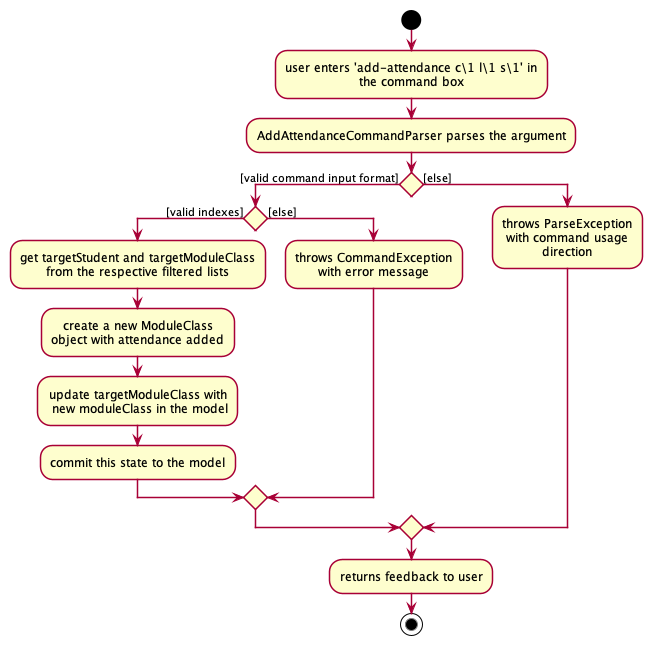 user enters 'add-attendance c\1 l\1 s\1' in
the command box
AddAttendanceCommandParser parses the argument
[valid command input format]
[else]
[valid indexes]
[else]
throws ParseException
with command usage
direction
get targetStudent and targetModuleClass
from the respective filtered lists
throws CommandException
with error message
create a new ModuleClass
object with attendance added
update targetModuleClass with
new moduleClass in the model
commit this state to the model
returns feedback to user